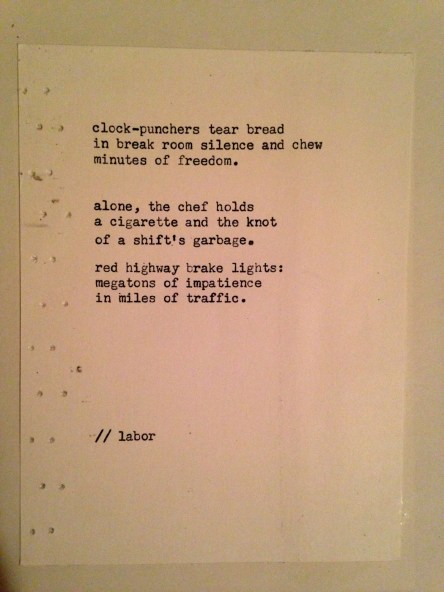 clock-punchers tear bread
in break room silence and chew
minutes of freedom.
alone, the chef holds
a cigarette and the knot
of a shift's garbage.
red highway brake lights:
megatons of impatience
in miles of traffic.
// labor